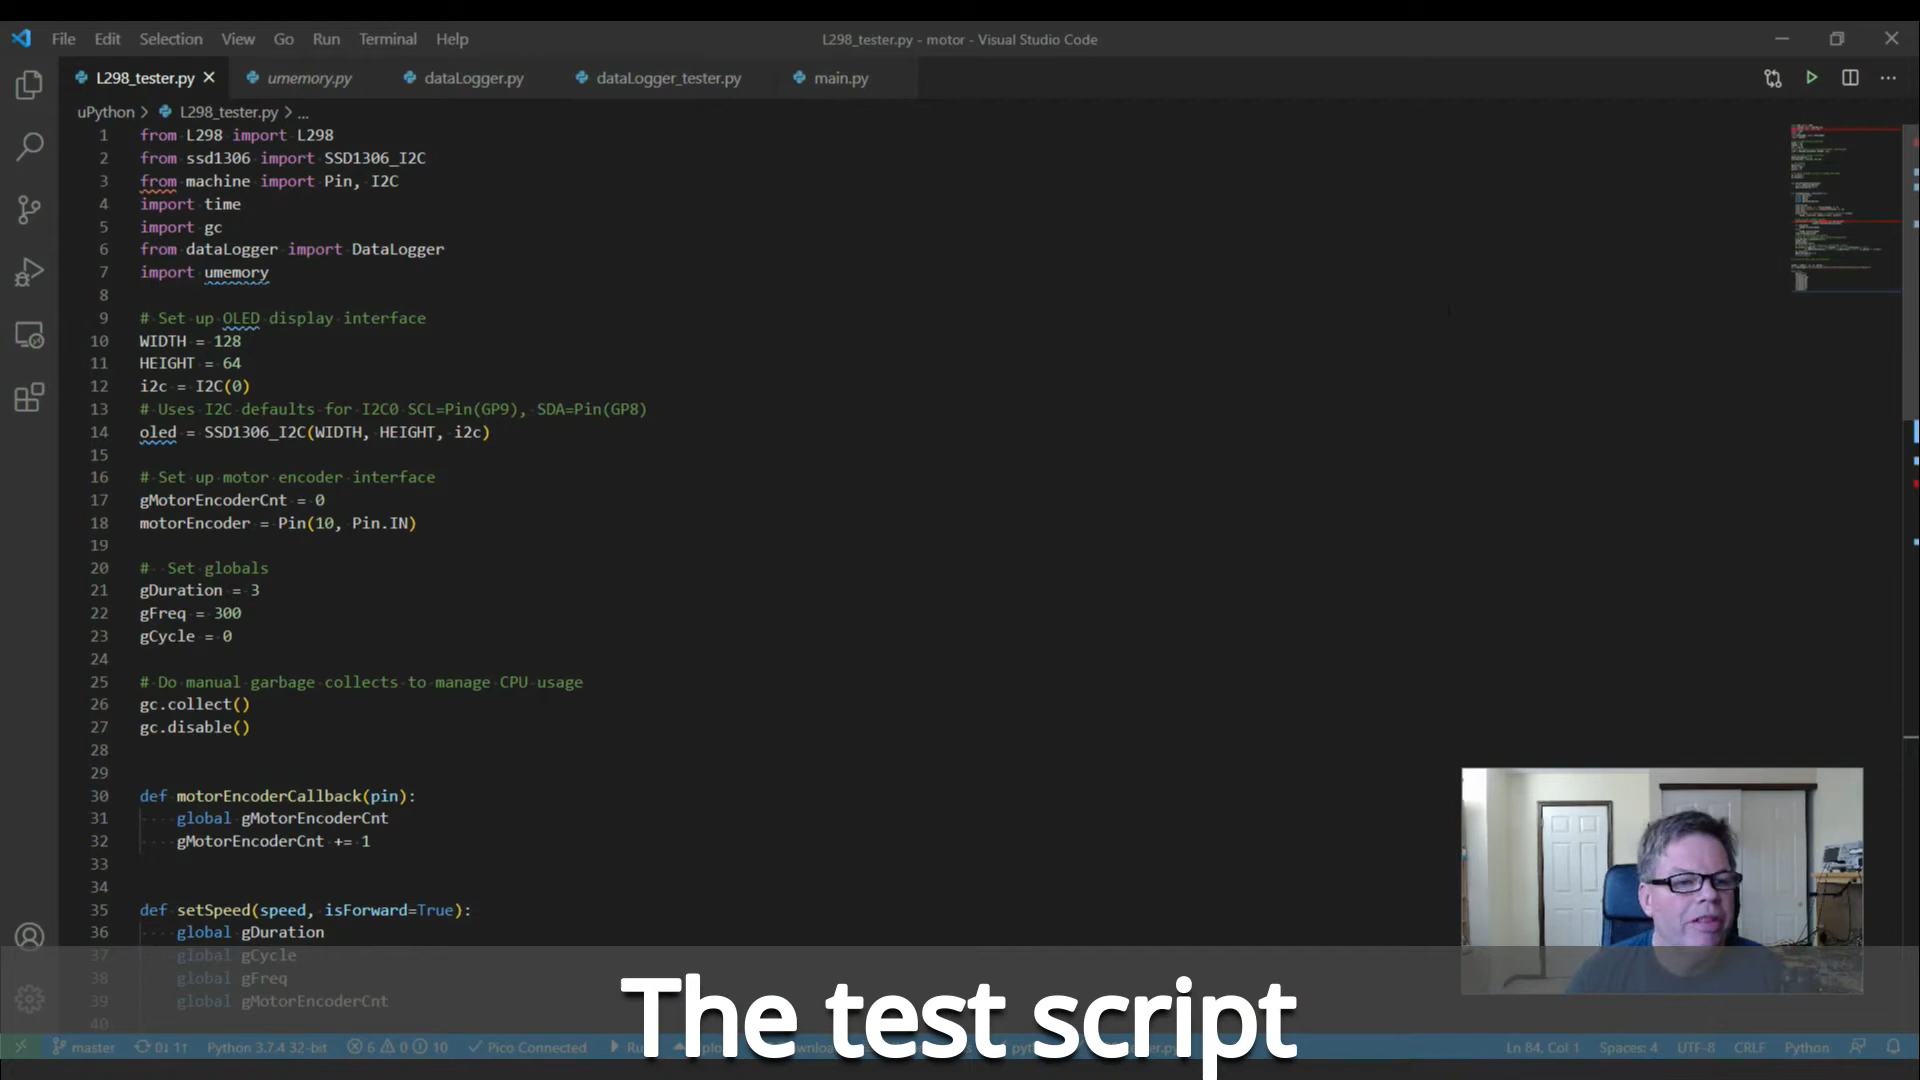 File Edit Selection View Go Run Terminal Help L298_tester.py - motor - Visual Studio Code
L298_tester.py umemory.py dataLogger.py dataLogger_tester.py main.py
uPython > L298_tester.py > ...
1 from L298 import L298
2 from ssd1306 import SSD1306_I2C
3 from machine import Pin, I2C
4 import time
5 import gc
6 from dataLogger import DataLogger
7 import umemory
8
9 # Set up OLED display interface
10 WIDTH = 128
11 HEIGHT = 64
12 i2c = I2C(0)
13 # Uses I2C defaults for I2C0 SCL=Pin(GP9), SDA=Pin(GP8)
14 oled = SSD1306_I2C(WIDTH, HEIGHT, i2c)
15
16 # Set up motor encoder interface
17 gMotorEncoderCnt = 0
18 motorEncoder = Pin(10, Pin.IN)
19
20 # Set globals
21 gDuration = 3
22 gFreq = 300
23 gCycle = 0
24
25 # Do manual garbage collects to manage CPU usage
26 gc.collect()
27 gc.disable()
28
29
30 def motorEncoderCallback(pin):
31 global gMotorEncoderCnt
32 gMotorEncoderCnt += 1
33
34
35 def setSpeed(speed, isForward=True):
36 global gDuration
37 global gCycle
38 global gFreq
39 global gMotorEncoderCnt
40
The test script
master 0↓ 1↑ Python 3.7.4 32-bit 6 0 10 Pico Connected Ln 84, Col 1 Spaces: 4 UTF-8 CRLF Python